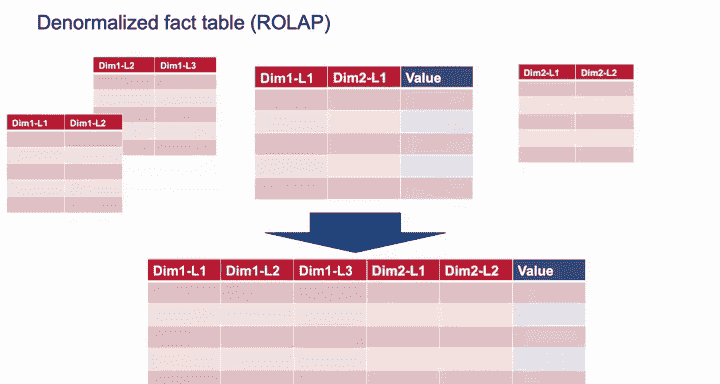 Denormalized fact table (ROLAP)
Dim1-L2 Dim1-L3
Dim1-L1 Dim1-L2
Dim1-L1 Dim2-L1 Value
Dim2-L1 Dim2-L2
Dim1-L1 Dim1-L2 Dim1-L3 Dim2-L1 Dim2-L2 Value